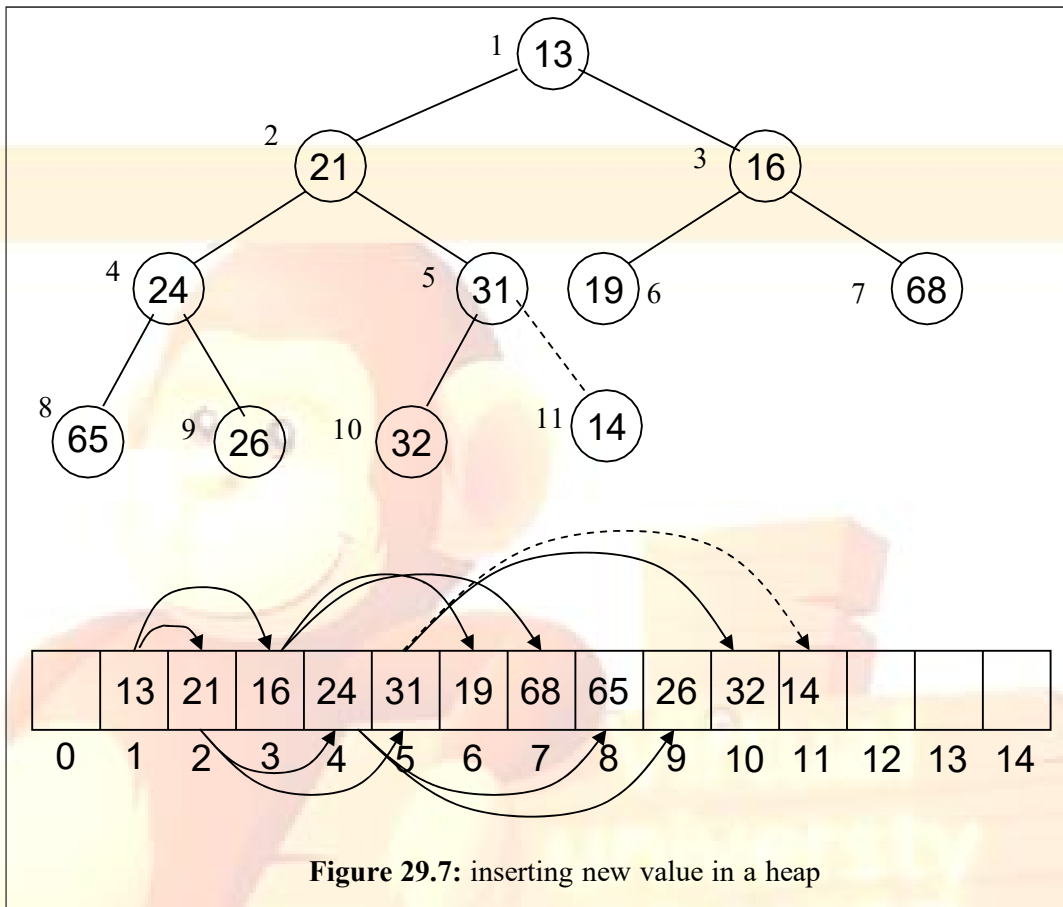 1 13
2 21 3 16
4 24 5 31 19 6 7 68
8 65 9 26 10 32 11 14
13 21 16 24 31 19 68 65 26 32 14
0 1 2 3 4 5 6 7 8 9 10 11 12 13 14
university
Figure 29.7: inserting new value in a heap